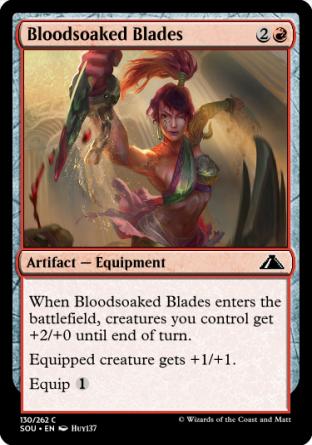 Bloodsoaked Blades 2
Artifact — Equipment
When Bloodsoaked Blades enters the
battlefield, creatures you control get
+2/+0 until end of turn.
Equipped creature gets +1/+1.
Equip 1
130/262 C
SOU • EN HUY137
© Wizards of the Coast and Matt